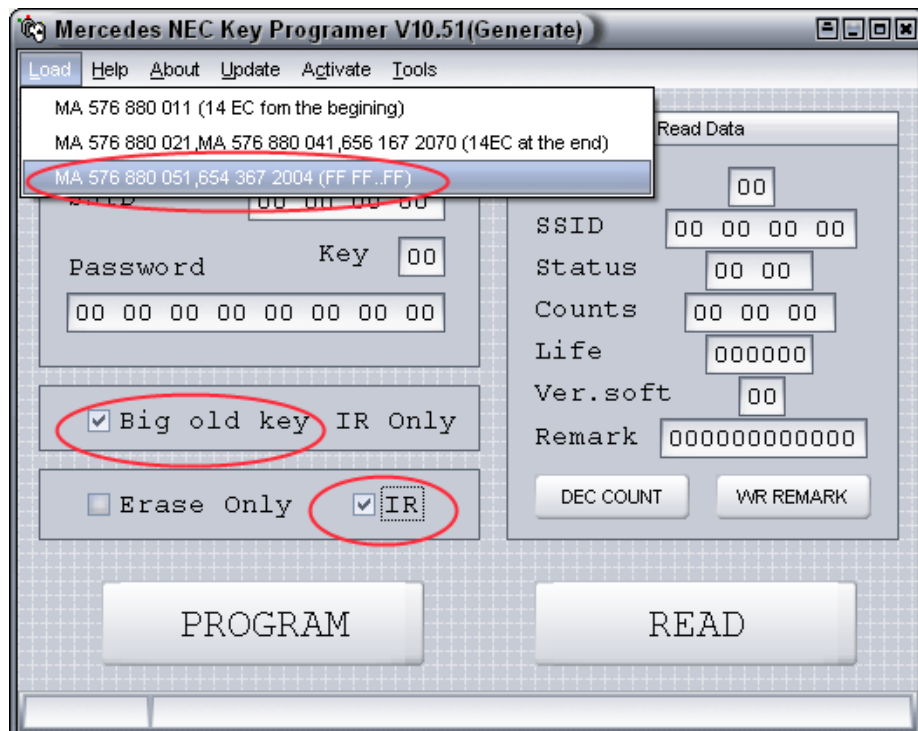 Mercedes NEC Key Programer V10.51(Generate)
Load Help About Update Activate Tools
MA 576 880 011 (14 EC fom the begining)
MA 576 880 021,MA 576 880 041,656 167 2070 (14EC at the end)
MA 576 880 051,654 367 2004 (FF FF..FF)
00 00 00 00
Key 00
Password
00 00 00 00 00 00 00 00
Big old key IR Only
Erase Only IR
PROGRAM
Read Data
00
SSID 00 00 00 00
Status 00 00
Counts 00 00 00
Life 000000
Ver.soft 00
Remark 000000000000
DEC COUNT WR REMARK
READ